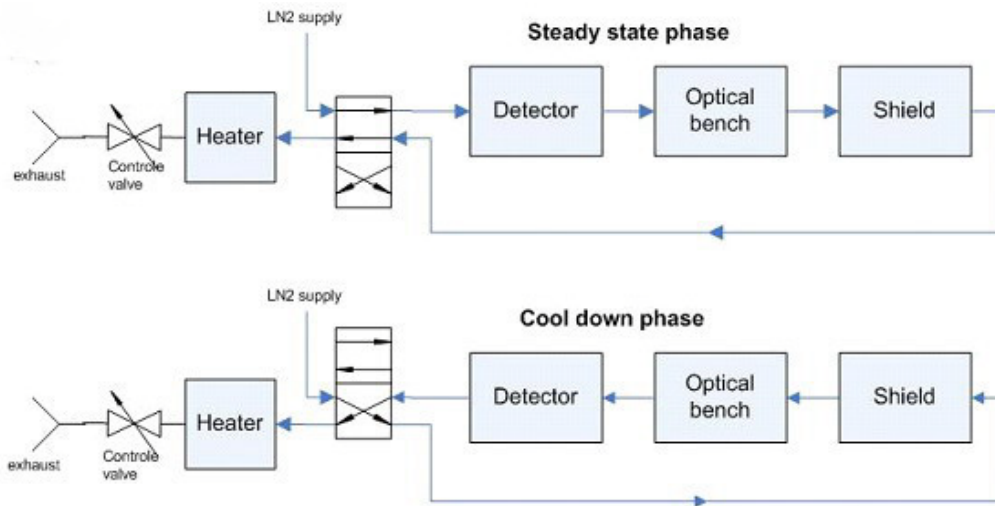 LN2 supply
Steady state phase
Detector
Optical
bench
Shield
Heater
exhaust
Controle
valve
LN2 supply
Cool down phase
Detector
Optical
bench
Shield
Heater
exhaust
Controle
valve